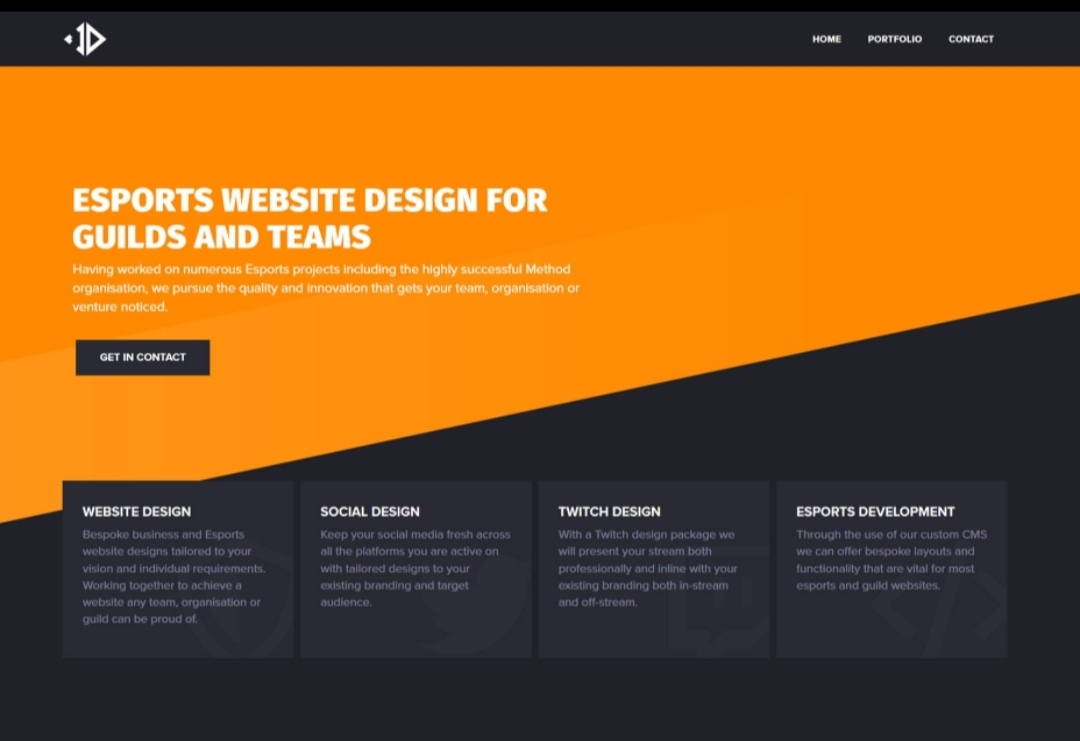 HOME PORTFOLIO CONTACT
ESPORTS WEBSITE DESIGN FOR
GUILDS AND TEAMS
Having worked on numerous Esports projects including the highly successful Method
organisation, we pursue the quality and innovation that gets your team, organisation or
venture noticed.
GET IN CONTACT
WEBSITE DESIGN
Bespoke business and Esports
website designs tailored to your
vision and individual requirements.
Working together to achieve a
website any team, organisation or
guild can be proud of.
SOCIAL DESIGN
Keep your social media fresh across
all the platforms you are active on
with tailored designs to your
existing branding and target
audience.
TWITCH DESIGN
With a Twitch design package we
will present your stream both
professionally and inline with your
existing branding both in-stream
and off-stream.
ESPORTS DEVELOPMENT
Through the use of our custom CMS
we can offer bespoke layouts and
functionality that are vital for most
esports and guild websites.